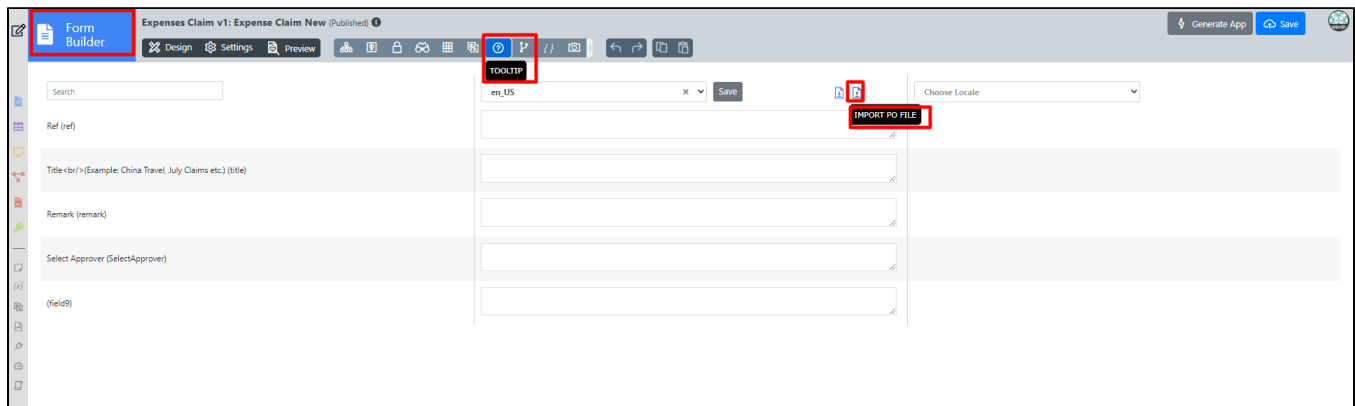 Form Builder
Expenses Claim v1: Expense Claim New (Published)
Generate App
Save
Design
Settings
Preview
TOOLTIP
Search
en_US
Save
Choose Locale
IMPORT PO FILE
Ref (ref)
Title<br/>(Example: China Travel, July Claims etc.) (title)
Remark (remark)
Select Approver (SelectApprover)
(field9)